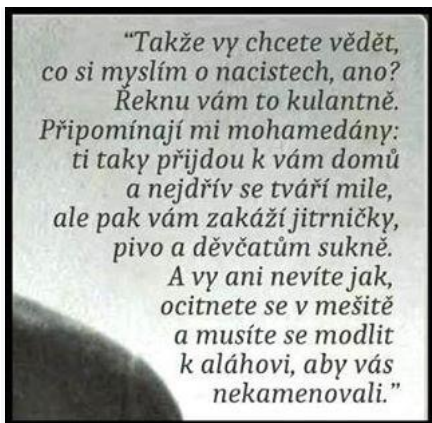 “Takže vy chcete vědět,
co si myslím o nacistech, ano?
Řeknu vám to kulantně.
Připomínají mi mohamedány:
ti taky přijdou k vám domů
a nejdřív se tváří mile,
ale pak vám zakáží jitrničky,
pivo a děvčatům sukně.
A vy ani nevíte jak,
ocitnete se v mešitě
a musíte se modlit
k aláhovi, aby vás
nekamenovali.”